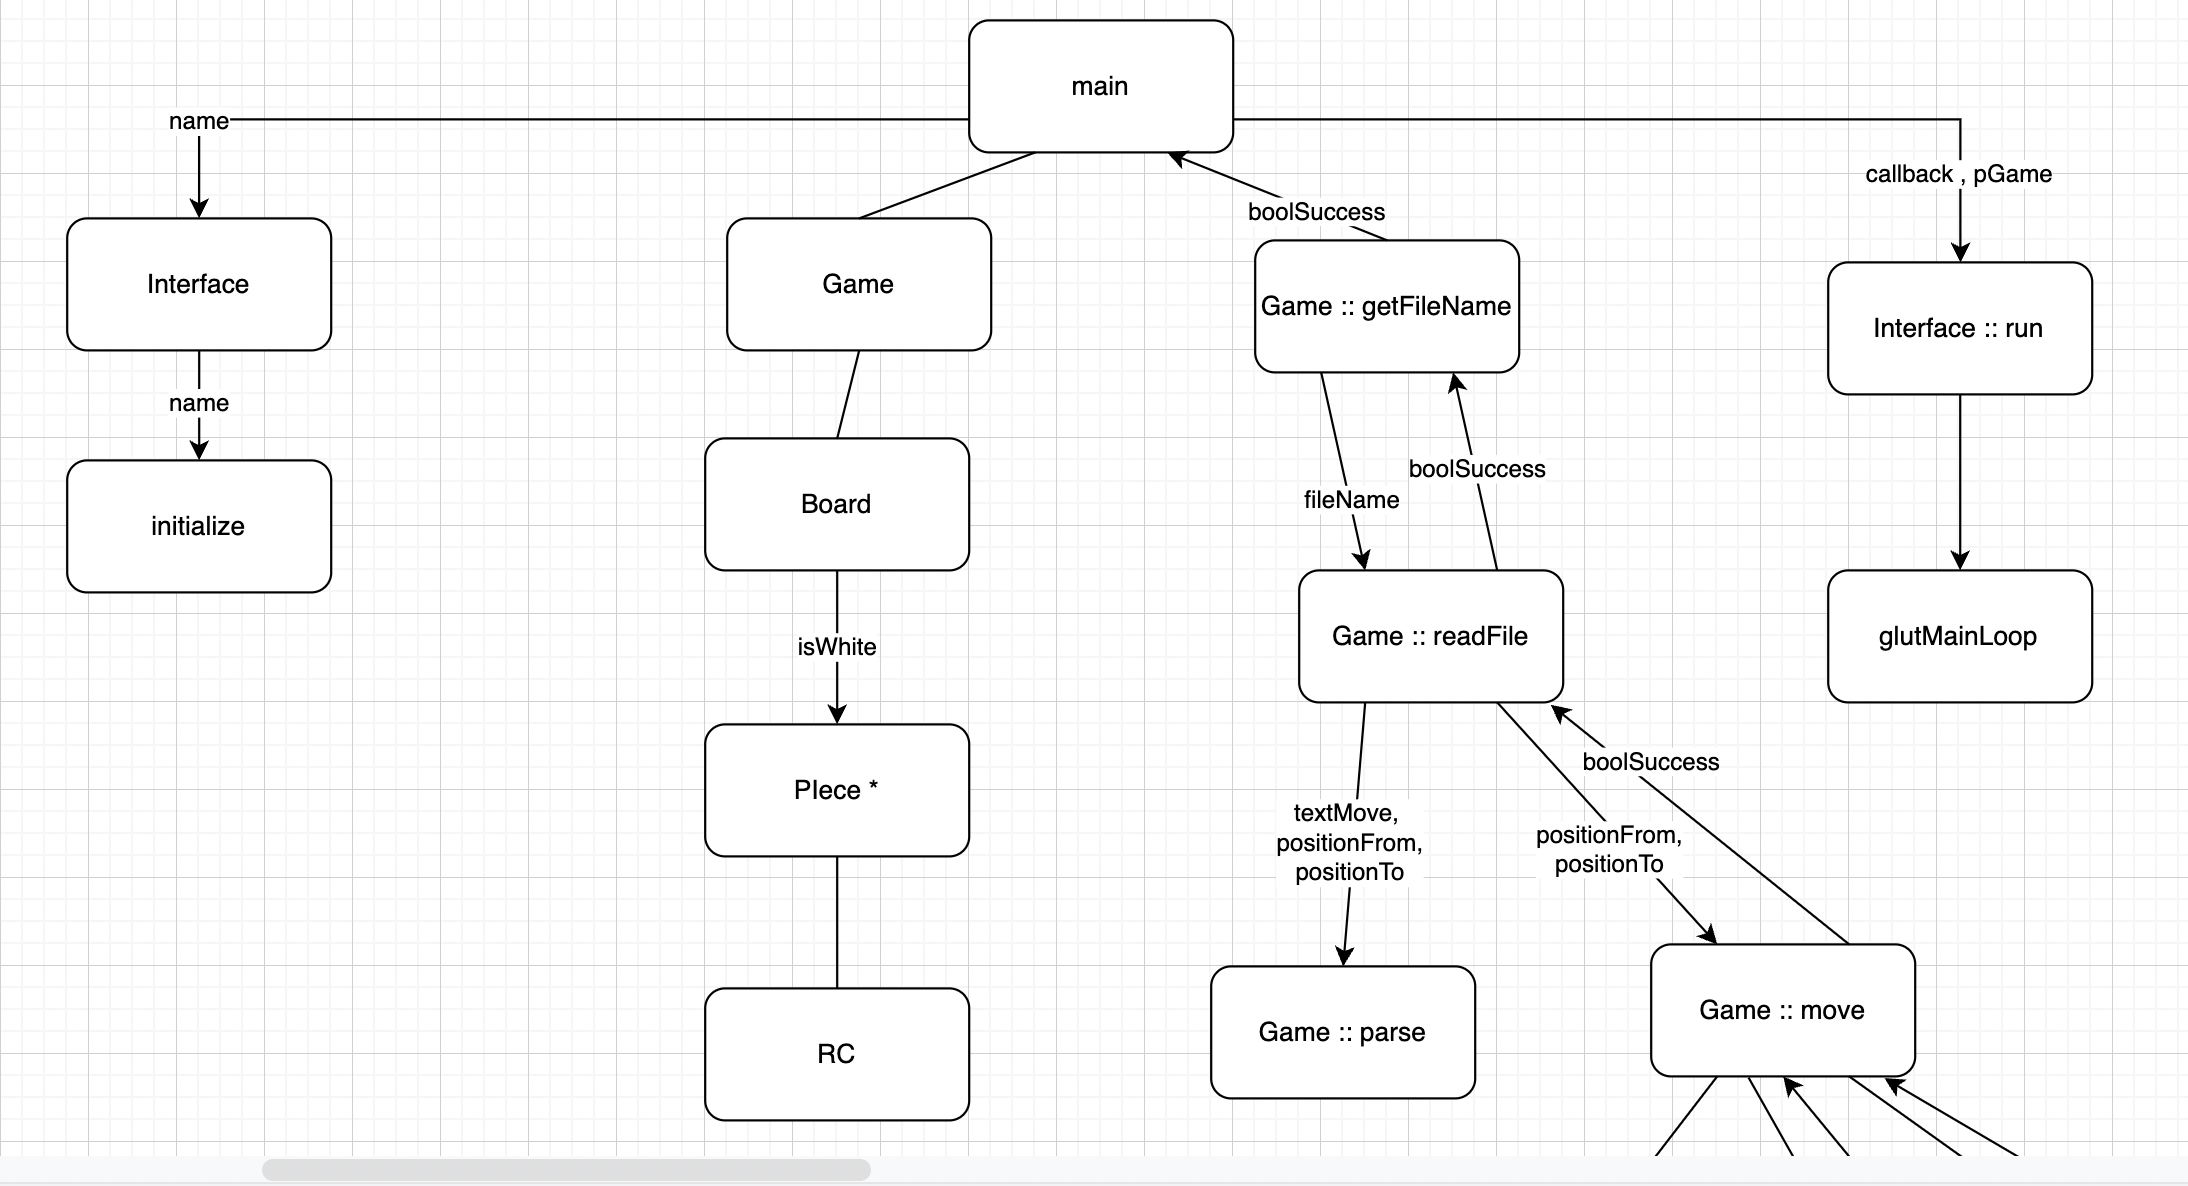 main
name
callback , pGame
boolSuccess
Interface
Game
Game :: getFileName
Interface :: run
name
boolSuccess
fileName
Board
initialize
isWhite
Game :: readFile
glutMainLoop
boolSuccess
PIece *
textMove,
positionFrom,
positionTo
positionFrom,
positionTo
Game :: move
Game :: parse
RC